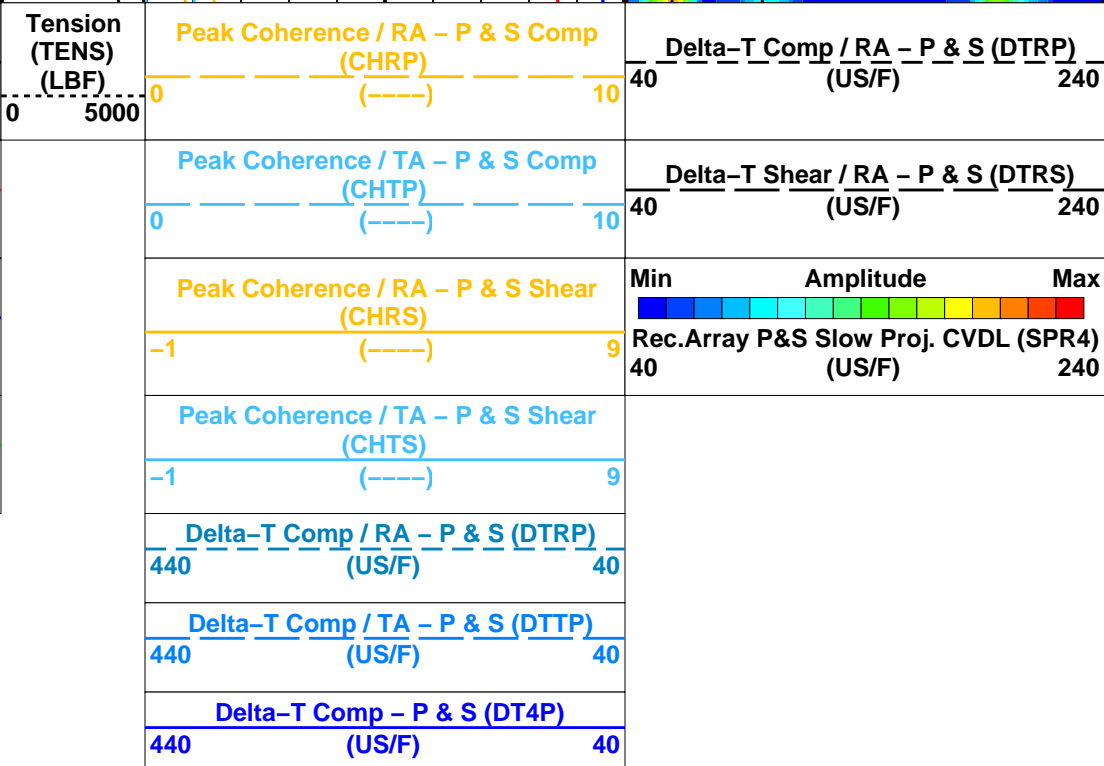 Tension
(TENS)
(LBF)
0 5000
Peak Coherence / RA – P & S Comp
(CHRP)
0 (––––) 10
Delta–T Comp / RA – P & S (DTRP)
40 (US/F) 240
Peak Coherence / TA – P & S Comp
(CHTP)
0 (––––) 10
Delta–T Shear / RA – P & S (DTRS)
40 (US/F) 240
Peak Coherence / RA – P & S Shear
(CHRS)
–1 (––––) 9
Min Amplitude Max
Rec.Array P&S Slow Proj. CVDL (SPR4)
40 (US/F) 240
Peak Coherence / TA – P & S Shear
(CHTS)
–1 (––––) 9
Delta–T Comp / RA – P & S (DTRP)
440 (US/F) 40
Delta–T Comp / TA – P & S (DTTP)
440 (US/F) 40
Delta–T Comp – P & S (DT4P)
440 (US/F) 40